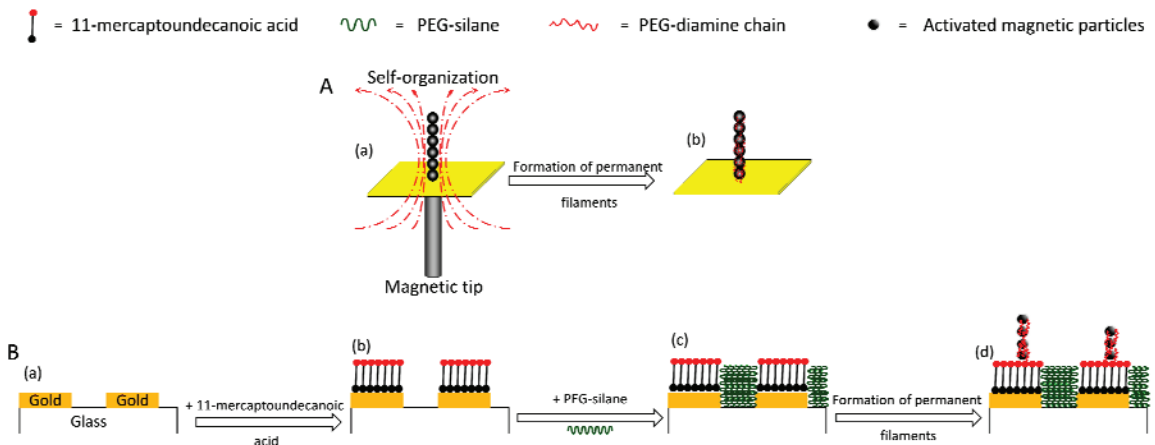 = 11-mercaptoundecanoic acid = PEG-silane = PEG-diamine chain = Activated magnetic particles
Self-organization
A
(a)
(b)
Formation of permanent
filaments
Magnetic tip
B
(a)
Gold Gold
Glass
+ 11-mercaptoundecanoic
acid
(b)
+ PFG-silane
(c)
Formation of permanent
filaments
(d)